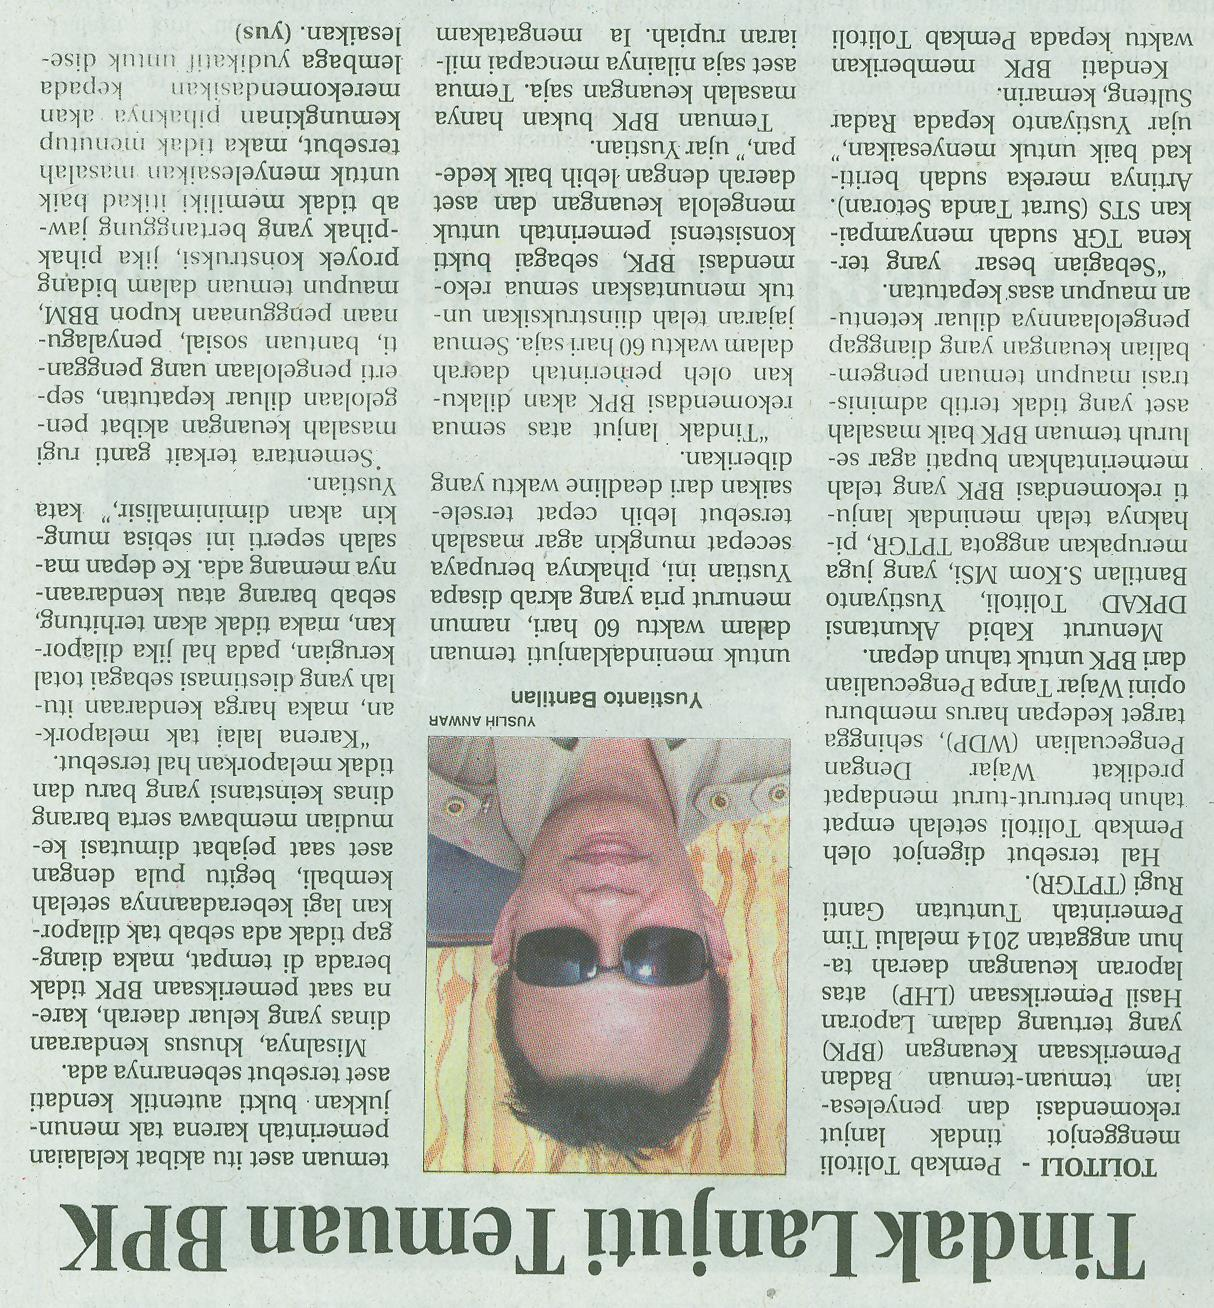 Tindak Lanjuti Temuan BPK
TOLITOLI - Pemkab Tolitoli
menggenjot tindak lanjut
rekomendasi dan penyelesa-
ian temuan-temuan Badan
Pemeriksaan Keuangan (BPK)
yang tertuang dalam Laporan
Hasil Pemeriksaan (LHP) atas
laporan keuangan daerah ta-
hun anggatan 2014 melalui Tim
Pemerintah Tuntutan Ganti
Rugi (TPTGR).
Hal tersebut digenjot oleh
Pemkab Tolitoli setelah empat
tahun berturut-turut mendapat
predikat Wajar Dengan
Pengecualian (WDP), sehingga
target kedepan harus memburu
opini Wajar Tanpa Pengecualian
dari BPK untuk tahun depan.
Menurut Kabid Akuntansi
DPKAD Tolitoli, Yustiyanto
Bantilan S.Kom MSi, yang juga
merupakan anggota TPTGR, pi-
haknya telah menindak lanju-
ti rekomendasi BPK yang telah
memerintahkan bupati agar se-
luruh temuan BPK baik masalah
aset yang tidak tertib adminis-
trasi maupun temuan pengem-
balian keuangan yang dianggap
pengelolaannya diluar ketentu-
an maupun asas kepatutan.
“Sebagian besar yang ter-
kena TGR sudah menyampai-
kan STS (Surat Tanda Setoran).
Artinya mereka sudah beriti-
kad baik untuk menyesaikan,”
ujar Yustiyanto kepada Radar
Sulteng, kemarin.
Kendati BPK memberikan
waktu kepada Pemkab Tolitoli
YUSLIH ANWAR
Yustianto Bantilan
untuk menindaklanjuti temuan
dalam waktu 60 hari, namun
menurut pria yang akrab disapa
Yustian ini, pihaknya berupaya
secepat mungkin agar masalah
tersebut lebih cepat tersele-
saikan dari deadline waktu yang
diberikan.
“Tindak lanjut atas semua
rekomendasi BPK akan dilaku-
kan oleh pemerintah daerah
dalam waktu 60 hari saja. Semua
jajaran telah diinstruksikan un-
tuk menuntaskan semua reko-
mendasi BPK, sebagai bukti
konsistensi pemerintah untuk
mengelola keuangan dan aset
daerah dengan lebih baik kede-
pan,” ujar Yustian.
Temuan BPK bukan hanya
masalah keuangan saja. Temua
aset saja nilainya mencapai mil-
iaran rupiah. Ia mengatakam
temuan aset itu akibat kelalaian
pemerintah karena tak menun-
jukkan bukti autentik kendati
aset tersebut sebenarnya ada.
Misalnya, khusus kendaraan
dinas yang keluar daerah, kare-
na saat pemeriksaan BPK tidak
berada di tempat, maka diang-
gap tidak ada sebab tak dilapor-
kan lagi keberadaannya setelah
kembali, begitu pula dengan
aset saat pejabat dimutasi ke-
mudian membawa serta barang
dinas keinstansi yang baru dan
tidak melaporkan hal tersebut.
“Karena lalai tak melapork-
an, maka harga kendaraan itu-
lah yang diestimasi sebagai total
kerugian, pada hal jika dilapor-
kan, maka tidak akan terhitung,
sebab barang atau kendaraan-
nya memang ada. Ke depan ma-
salah seperti ini sebisa mung-
kin akan diminimalisir,” kata
Yustian.
Sementara terkait ganti rugi
masalah keuangan akibat pen-
gelolaan diluar kepatutan, sep-
erti pengelolaan uang penggan-
ti, bantuan sosial, penyalagu-
naan penggunaan kupon BBM,
maupun temuan dalam bidang
proyek konstruksi, jika pihak
-pihak yang bertanggung jaw-
ab tidak memiliki itikad baik
untuk menyelesaikan masalah
tersebut, maka tidak menutup
kemungkinan pihaknya akan
merekomendasikan kepada
lembaga yudikatif untuk dise-
lesaikan. (yus)